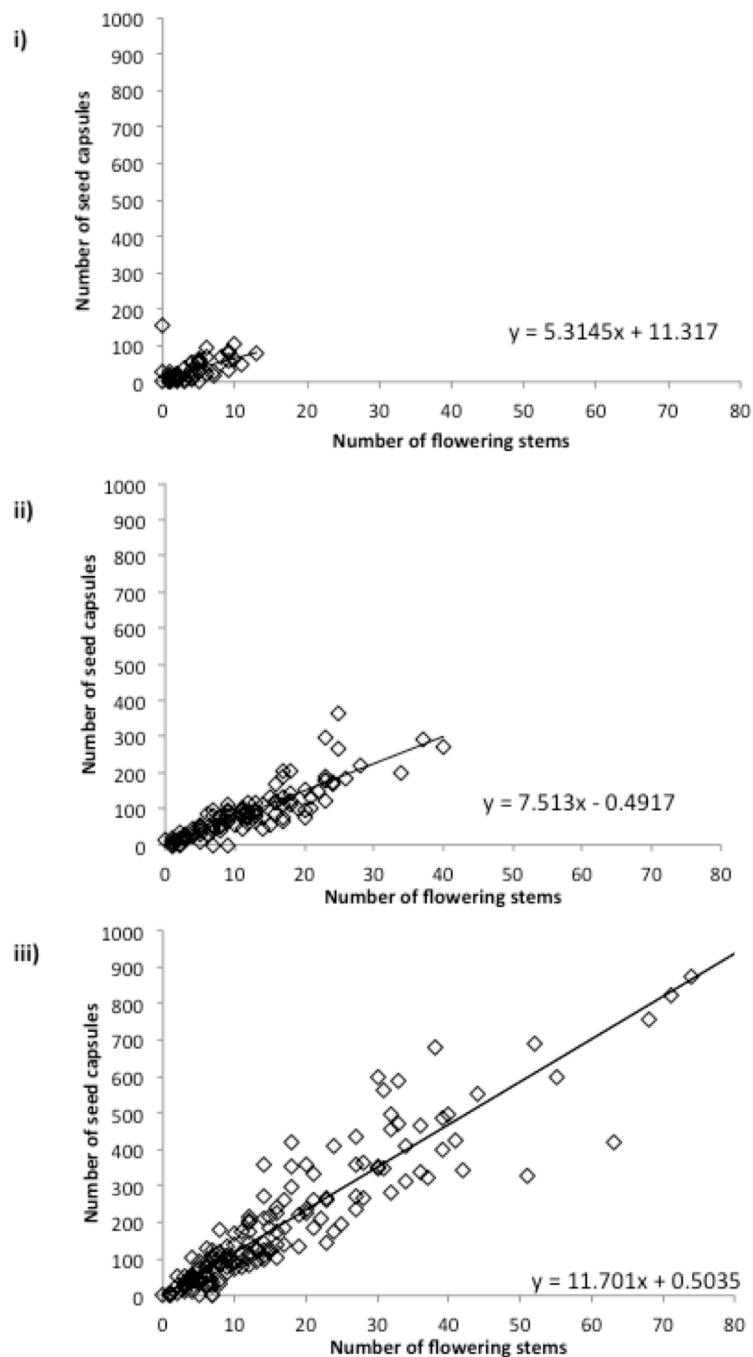 i)
Number of seed capsules
1000
900
800
700
600
500
400
300
200
100
0
y = 5.3145x + 11.317
0 10 20 30 40 50 60 70 80
Number of flowering stems
ii)
Number of seed capsules
1000
900
800
700
600
500
400
300
200
100
0
y = 7.513x - 0.4917
0 10 20 30 40 50 60 70 80
Number of flowering stems
iii)
Number of seed capsules
1000
900
800
700
600
500
400
300
200
100
0
y = 11.701x + 0.5035
0 10 20 30 40 50 60 70 80
Number of flowering stems